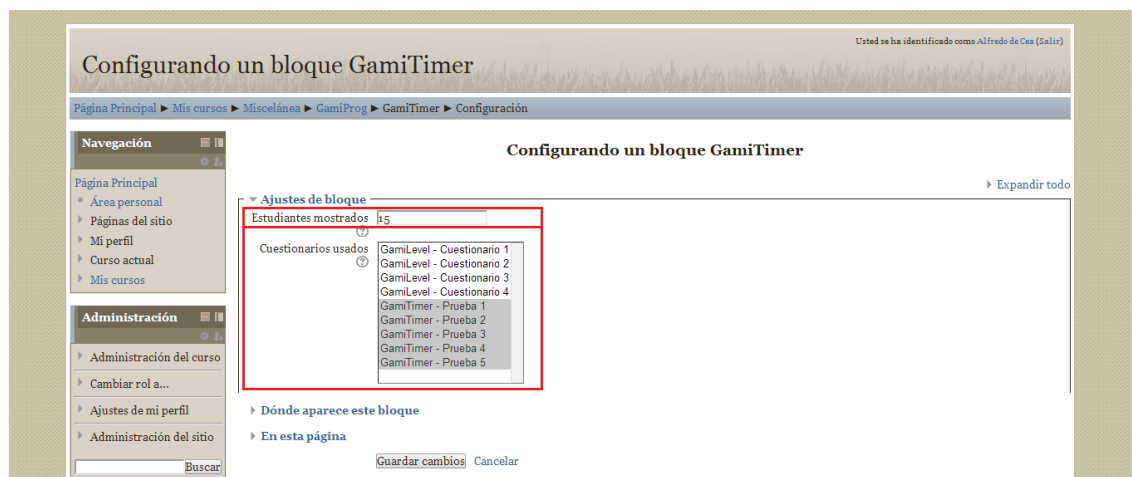 Usted se ha identificado como Alfredo de Cea (Salir)
Configurando un bloque GamiTimer
Página Principal ► Mis cursos ► Miscelánea ► GamiProg ► GamiTimer ► Configuración
Navegación
Página Principal
Área personal
Páginas del sitio
Mi perfil
Curso actual
Mis cursos
Administración
Administración del curso
Cambiar rol a...
Ajustes de mi perfil
Administración del sitio
Buscar
Configurando un bloque GamiTimer
Expandir todo
Ajustes de bloque
Estudiantes mostrados 15
Cuestionarios usados
GamiLevel - Cuestionario 1
GamiLevel - Cuestionario 2
GamiLevel - Cuestionario 3
GamiLevel - Cuestionario 4
GamiTimer - Prueba 1
GamiTimer - Prueba 2
GamiTimer - Prueba 3
GamiTimer - Prueba 4
GamiTimer - Prueba 5
Dónde aparece este bloque
En esta página
Guardar cambios Cancelar